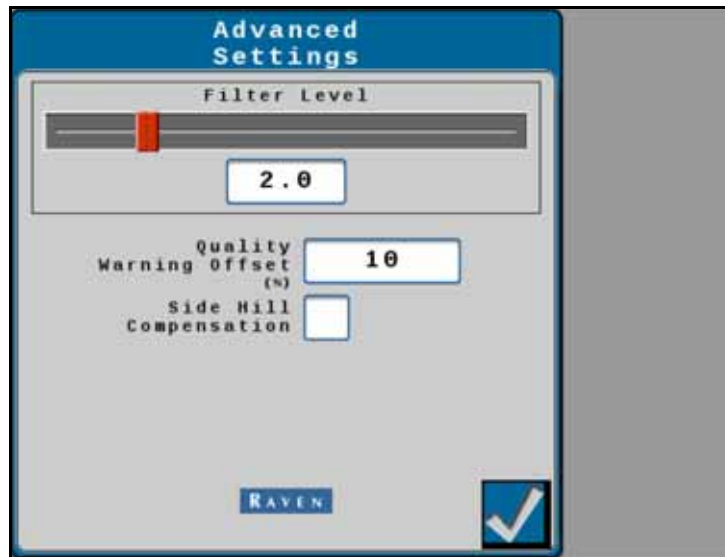 Advanced
Settings
Filter Level
2.0
Quality
Warning Offset
(%)
10
Side Hill
Compensation
RAVEN